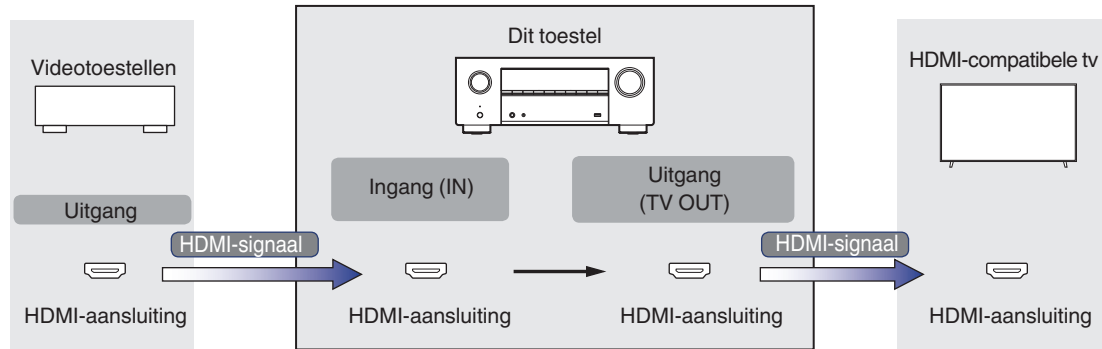 Dit toestel
Videotoestellen
HDMI-compatibele tv
Ingang (IN)
Uitgang
(TV OUT)
Uitgang
HDMI-signaal
HDMI-signaal
HDMI-aansluiting
HDMI-aansluiting
HDMI-aansluiting
HDMI-aansluiting